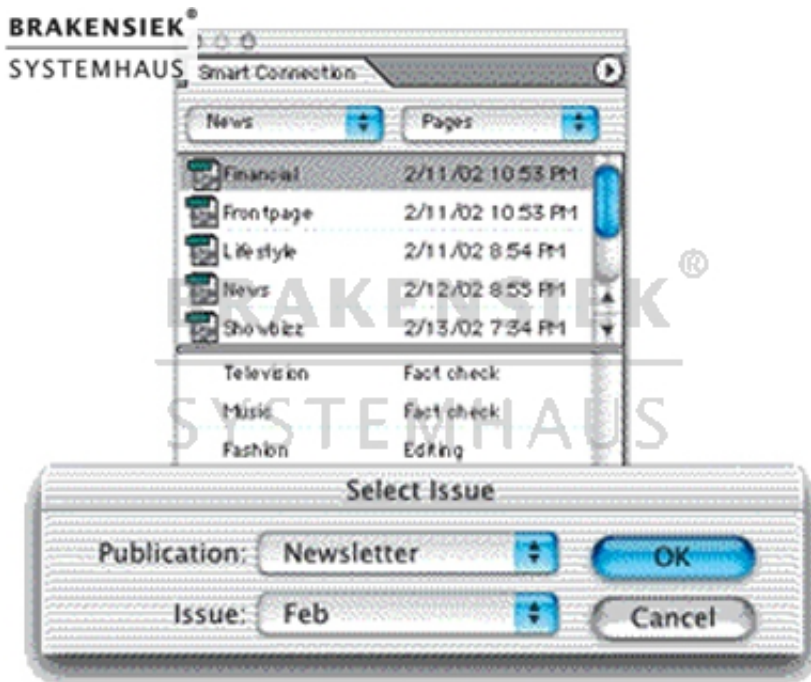 BRAKENSIEK®
SYSTEMHAUS
Smart Connection
News Pages
Financial 2/11/02 10:53 PM
Frontpage 2/11/02 10:53 PM
Lifestyle 2/11/02 8:54 PM
News 2/12/02 8:55 PM
Showbizz 2/13/02 7:34 PM
BRAKENSIEK®
Television Fact check
Music Fact check
SYSTEMHAUS
Fashion Editing
Select Issue
Publication: Newsletter OK
Issue: Feb Cancel